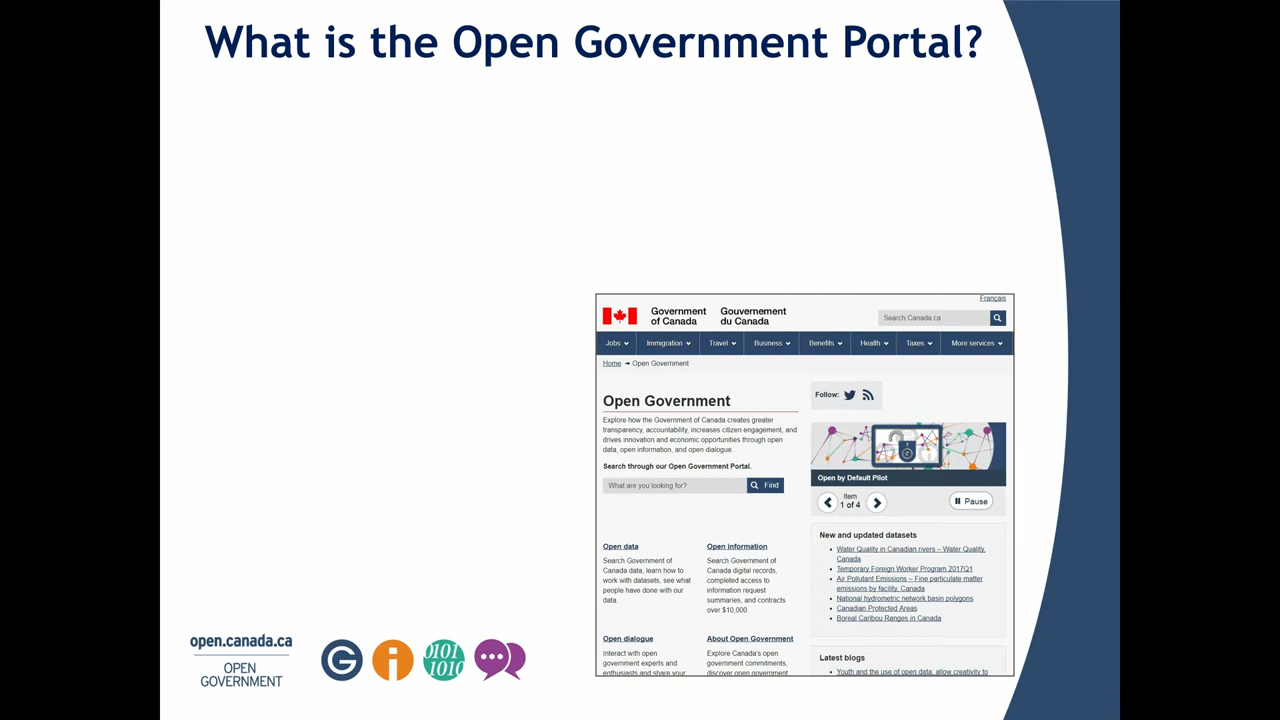 What is the Open Government Portal?
Français
Government of Canada
Gouvernement du Canada
Search Canada.ca
Jobs
Immigration
Travel
Business
Benefits
Health
Taxes
More services
Home → Open Government
Open Government
Explore how the Government of Canada creates greater
transparency, accountability, increases citizen engagement, and
drives innovation and economic opportunities through open
data, open information, and open dialogue.
Search through our Open Government Portal.
What are you looking for?
Find
Open data
Search Government of
Canada data, learn how to
work with datasets, see what
people have done with our
data.
Open information
Search Government of
Canada digital records,
completed access to
information request
summaries, and contracts
over $10,000.
Open dialogue
Interact with open
government experts and
enthusiasts and share your
About Open Government
Explore Canada's open
government commitments,
discover open government
Follow:
Open by Default Pilot
Item
1 of 4
Pause
New and updated datasets
Water Quality in Canadian rivers – Water Quality,
Canada
Temporary Foreign Worker Program 2017Q1
Air Pollutant Emissions – Fine particulate matter
emissions by facility, Canada
National hydrometric network basin polygons
Canadian Protected Areas
Boreal Caribou Ranges in Canada
Latest blogs
Youth and the use of open data: allow creativity to
open.canada.ca
OPEN
GOVERNMENT
G
i
0101
1010